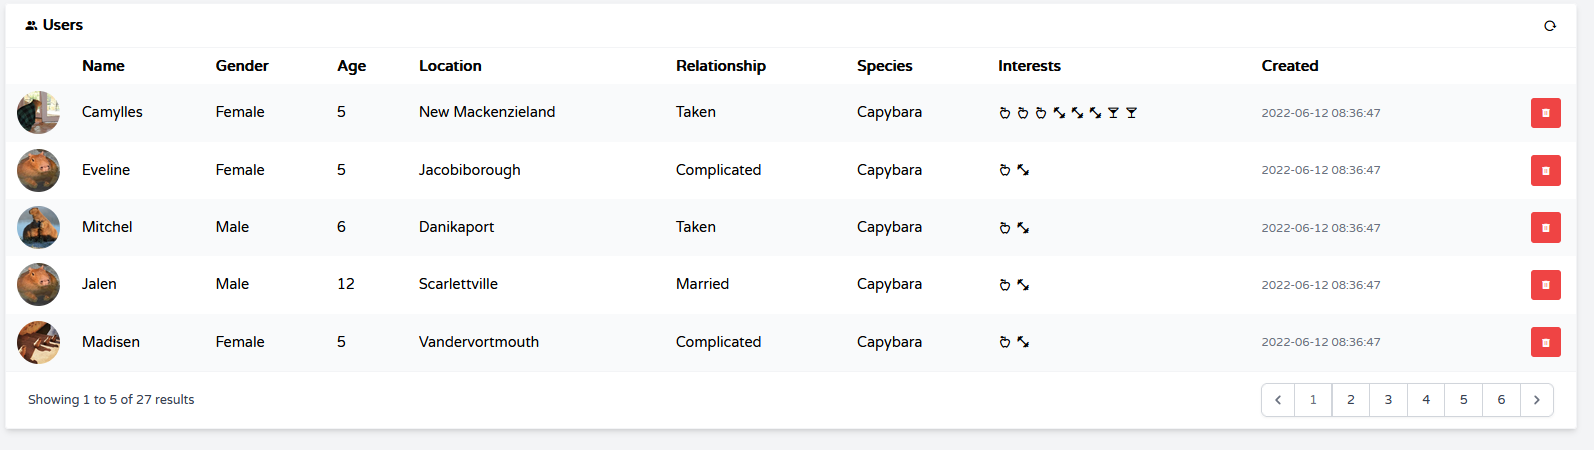 Users
Name Gender Age Location Relationship Species Interests Created
Camylles Female 5 New Mackenzieland Taken Capybara 2022-06-12 08:36:47
Eveline Female 5 Jacobiborough Complicated Capybara 2022-06-12 08:36:47
Mitchel Male 6 Danikaport Taken Capybara 2022-06-12 08:36:47
Jalen Male 12 Scarlettville Married Capybara 2022-06-12 08:36:47
Madisen Female 5 Vandervortmouth Complicated Capybara 2022-06-12 08:36:47
Showing 1 to 5 of 27 results 1 2 3 4 5 6